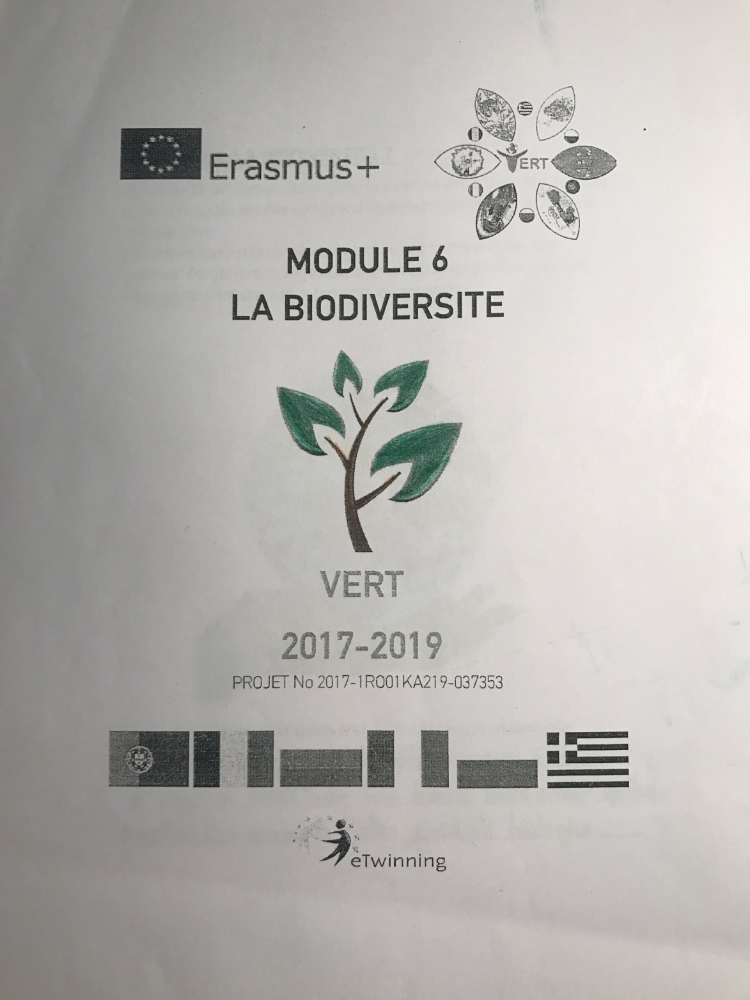 Erasmus+
VERT
MODULE 6
LA BIODIVERSITE
VERT
2017-2019
PROJET No 2017-1RO01KA219-037353
eTwinning